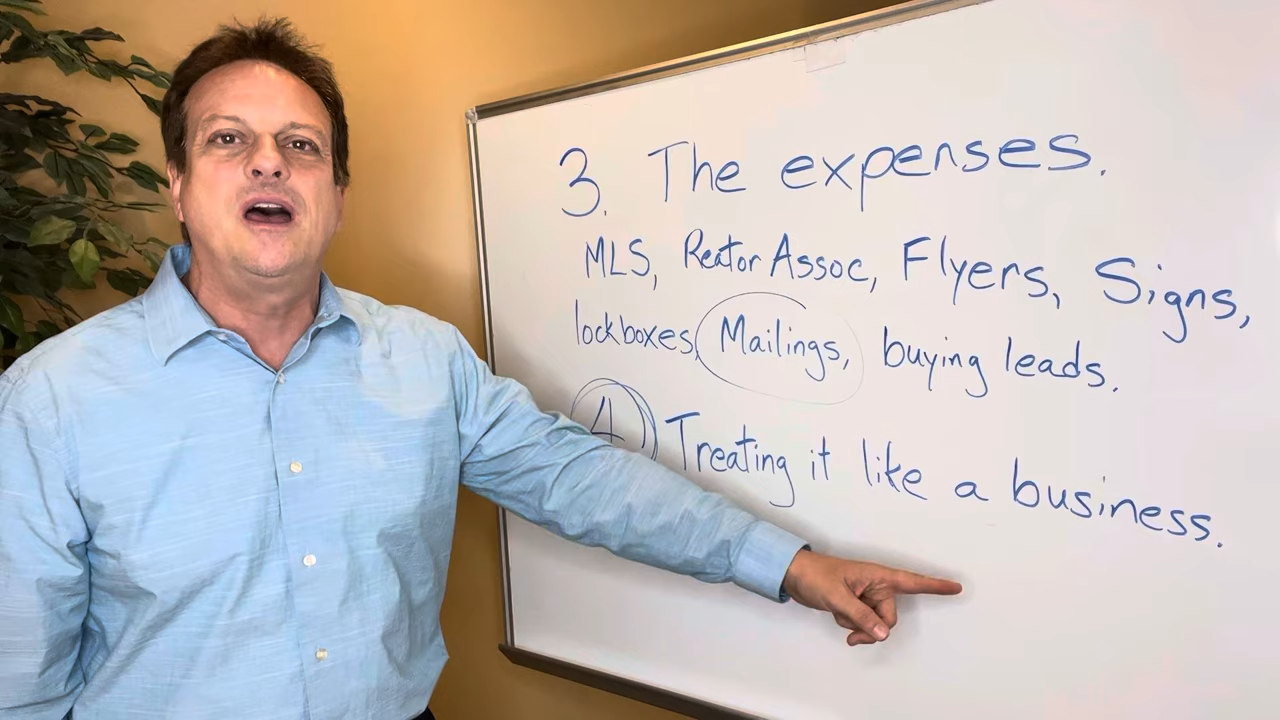 3. The expenses.
MLS, Reator Assoc, Flyers, Signs,
lockboxes, Mailings, buying leads.
4 Treating it like a business.